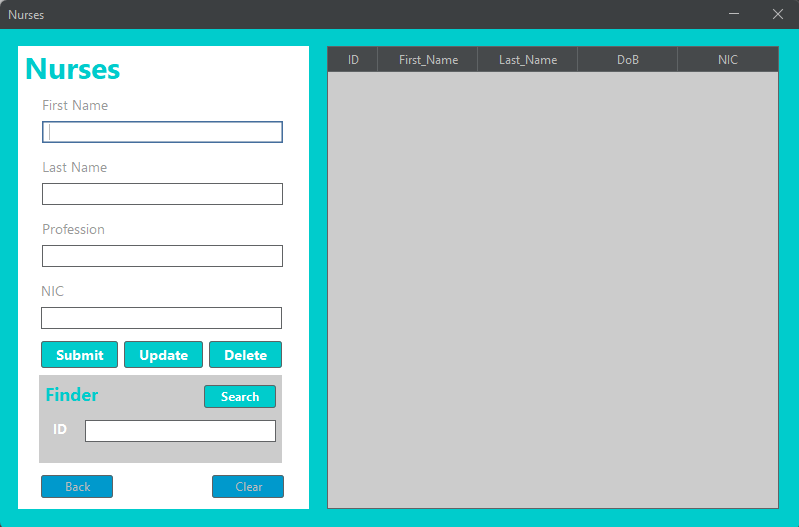 Nurses
Nurses
First Name
Last Name
Profession
NIC
Submit Update Delete
Finder
Search
ID
Back Clear
ID First_Name Last_Name DoB NIC